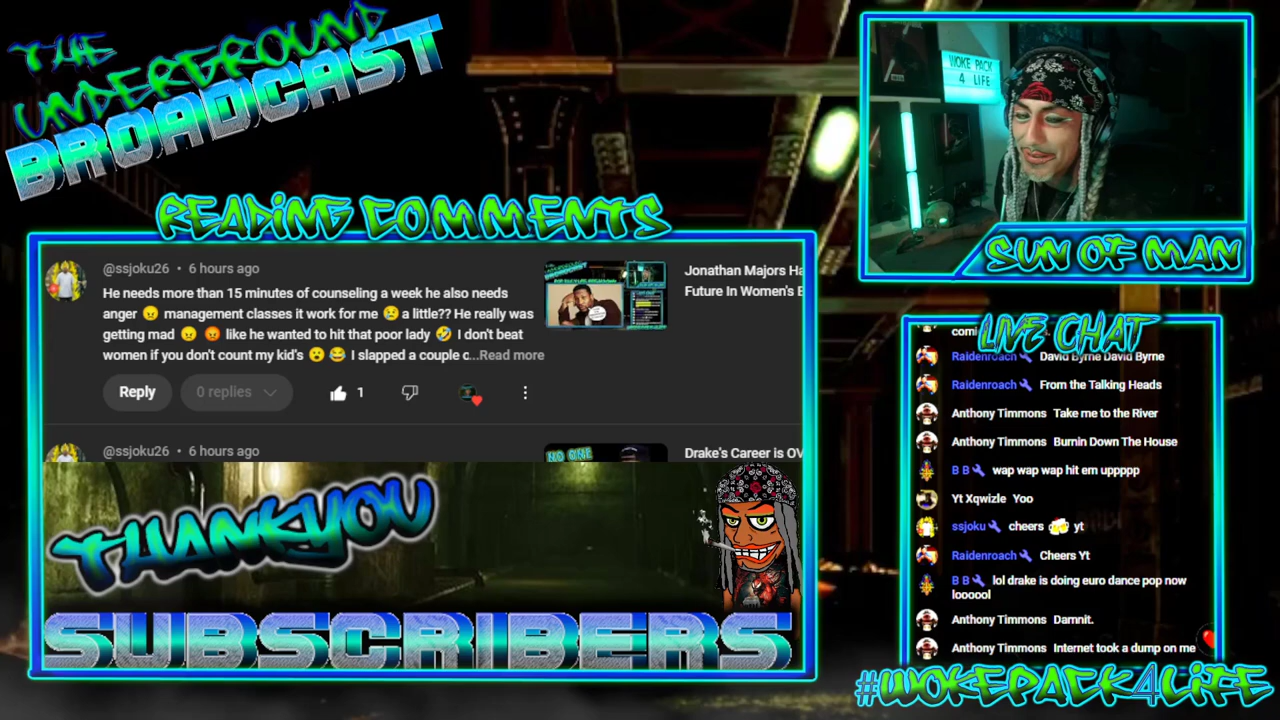 THE
UNDERGROUND
BROADCAST
WOKE PACK
4 LIFE
READING COMMENTS
SUN OF MAN
@ssjoku26 • 6 hours ago
He needs more than 15 minutes of counseling a week he also needs
anger 😠 management classes it work for me 😢 a little?? He really was
getting mad 😠 😡 like he wanted to hit that poor lady 🤣 I don't beat
women if you don't count my kid's 😮 😂 I slapped a couple c...Read more
Jonathan Majors Ha
Future In Women's E
Reply
0 replies
1
@ssjoku26 • 6 hours ago
NO ONE
Drake's Career is OV
THANKYOU
SUBSCRIBERS
LIVE CHAT
comi
Raidenroach David Byrne David Byrne
Raidenroach From the Talking Heads
Anthony Timmons Take me to the River
Anthony Timmons Burnin Down The House
B B wap wap wap hit em uppppp
Yt Xqwizle Yoo
ssjoku cheers 🍻 yt
Raidenroach Cheers Yt
B B lol drake is doing euro dance pop now
loooool
Anthony Timmons Damnit.
Anthony Timmons Internet took a dump on me
#WOKEPACK4LIFE